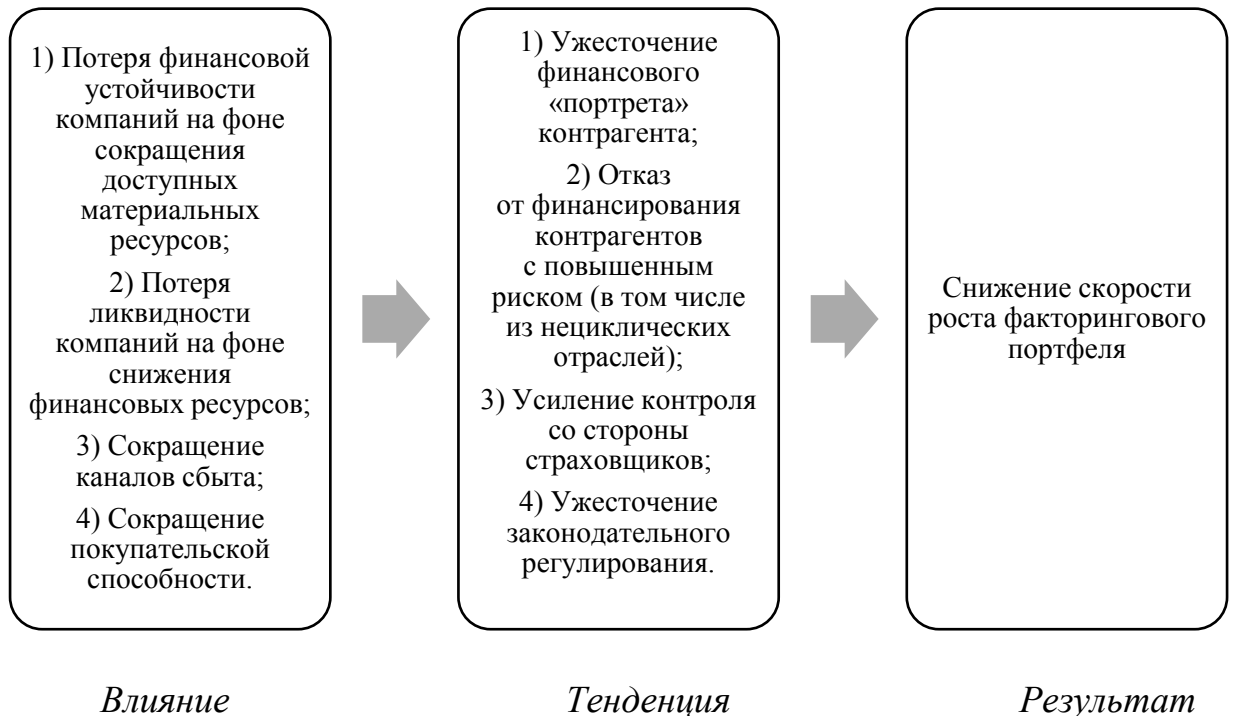 1) Потеря финансовой
устойчивости
компаний на фоне
сокращения
доступных
материальных
ресурсов;
2) Потеря
ликвидности
компаний на фоне
снижения
финансовых ресурсов;
3) Сокращение
каналов сбыта;
4) Сокращение
покупательской
способности.
1) Ужесточение
финансового
«портрета»
контрагента;
2) Отказ
от финансирования
контрагентов
с повышенным
риском (в том числе
из нециклических
отраслей);
3) Усиление контроля
со стороны
страховщиков;
4) Ужесточение
законодательного
регулирования.
Снижение скорости
роста факторингового
портфеля
Влияние
Тенденция
Результат